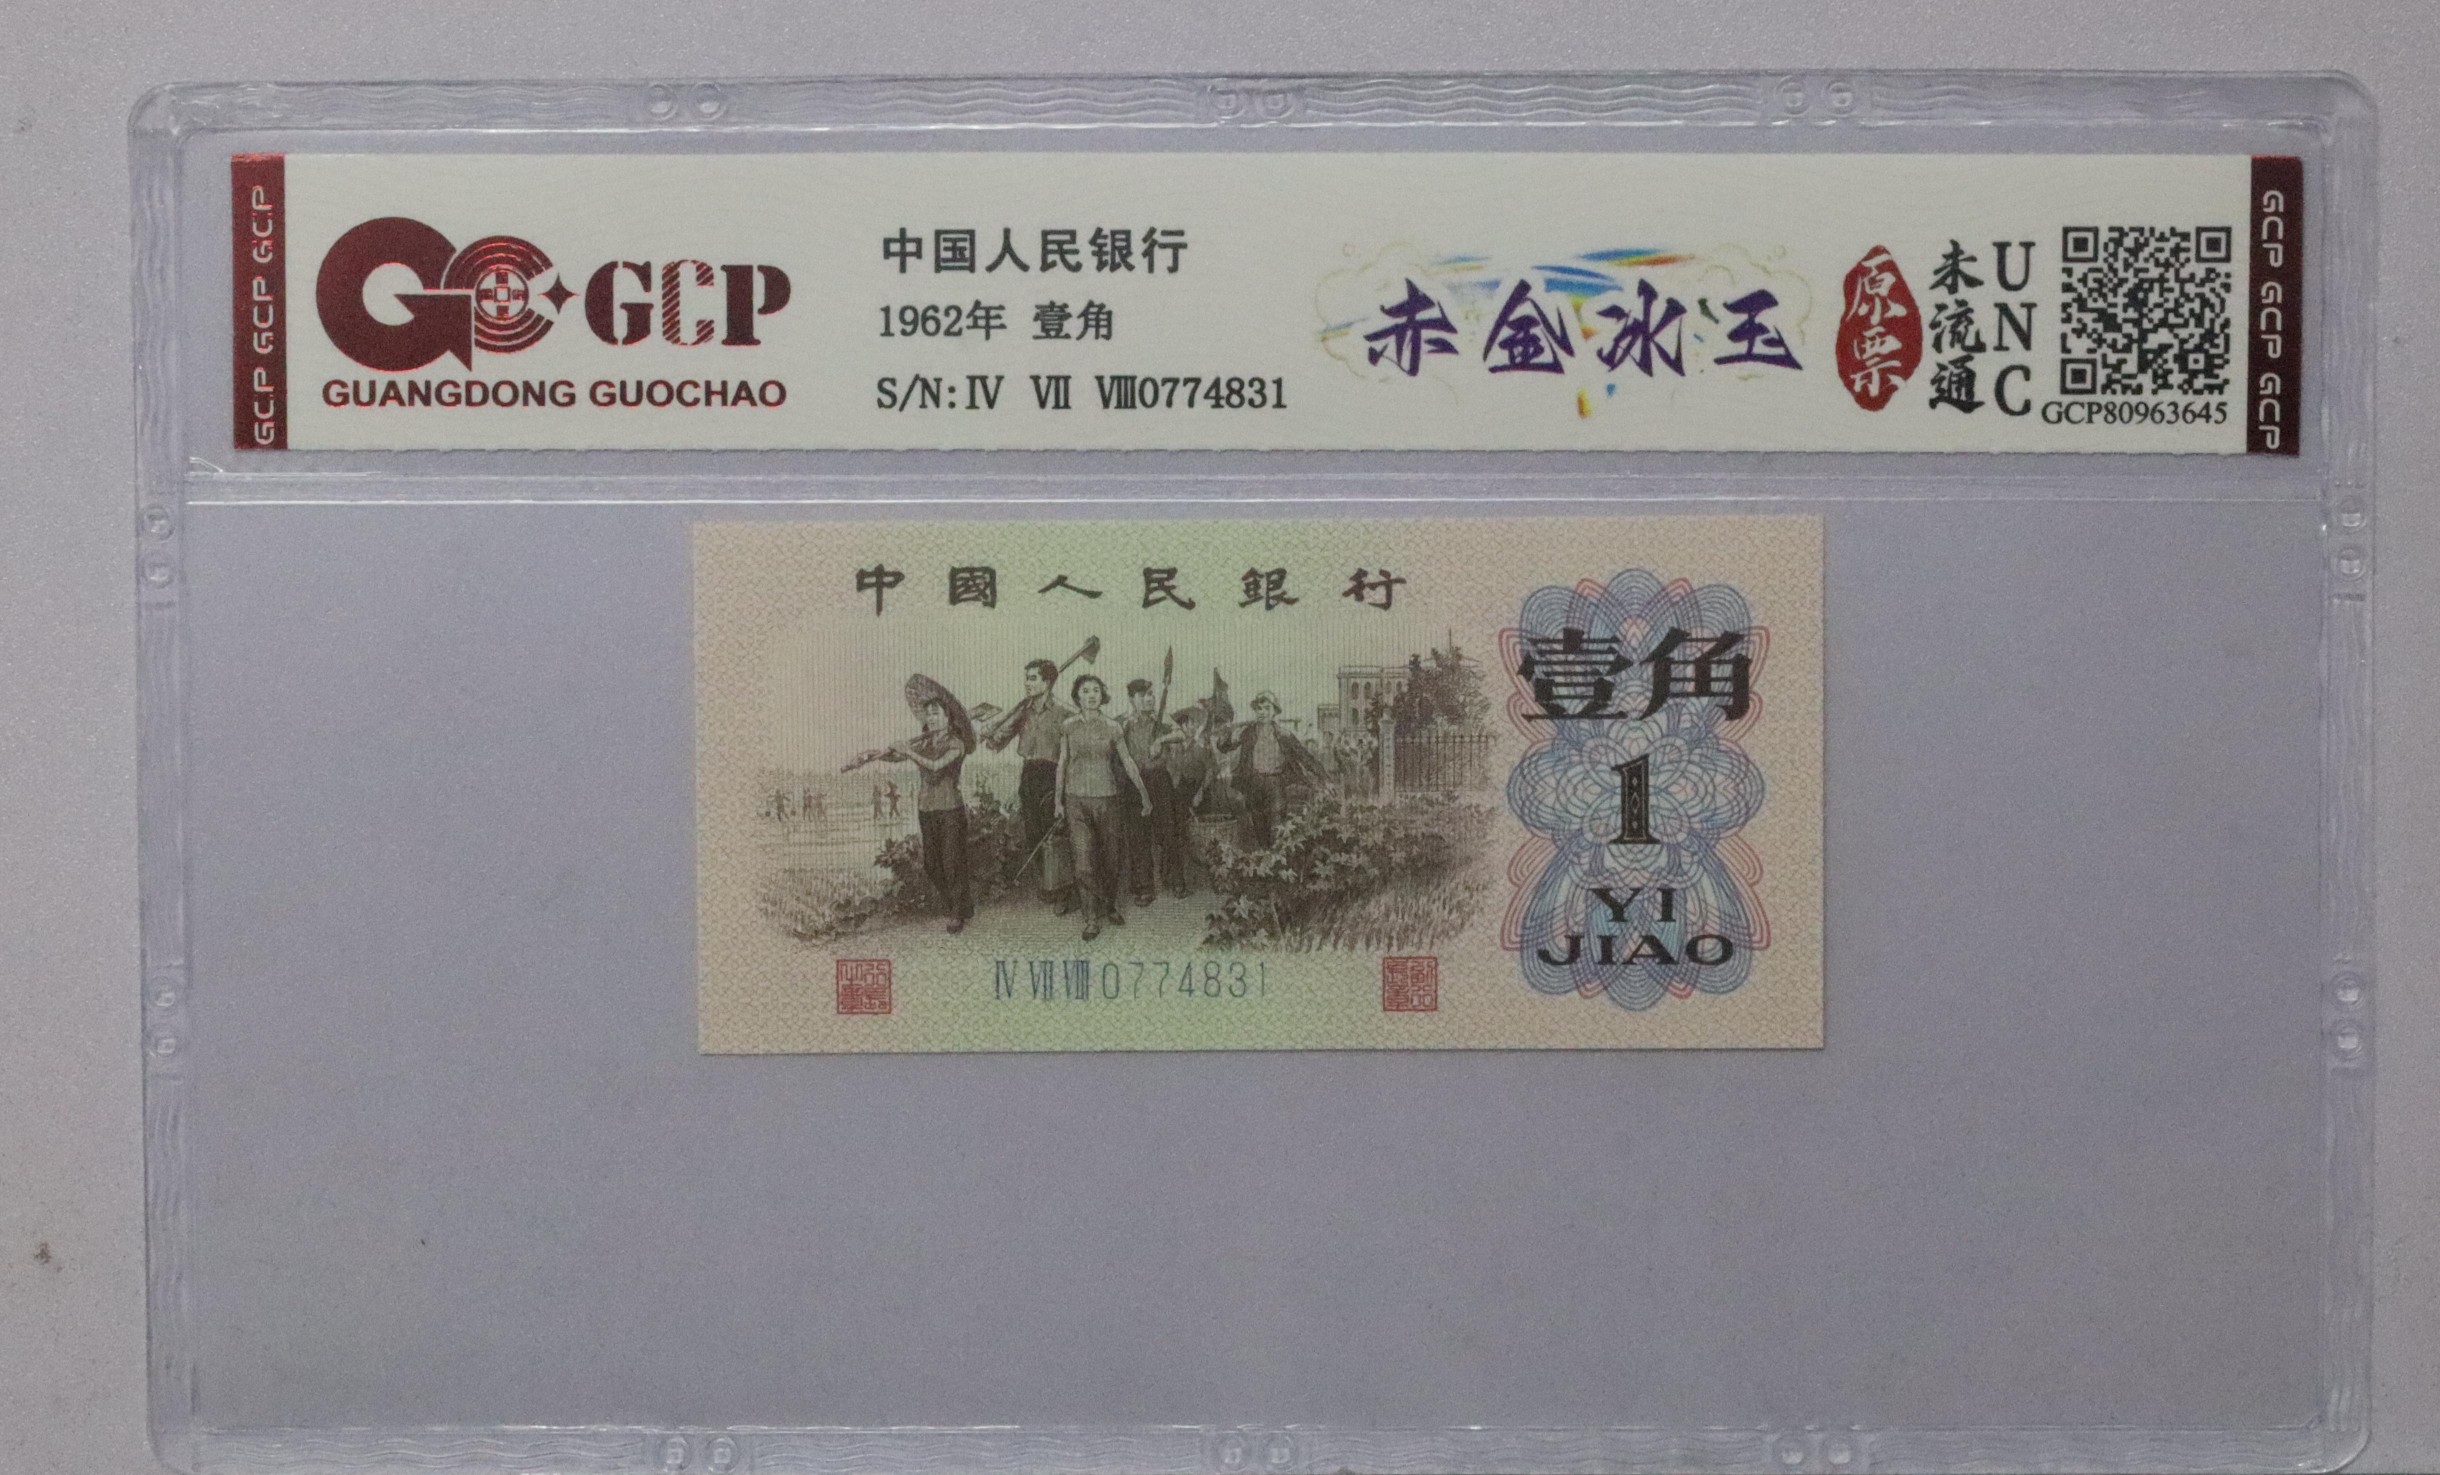 GCP GCP GCP
GCP
GUANGDONG GUOCHAO
中国人民银行
1962年 壹角
S/N:Ⅳ Ⅶ Ⅷ0774831
赤金冰玉
原票
未流通
UNC
GCP80963645
GCP GCP GCP
中國人民銀行
壹角
1
YI
JIAO
Ⅳ Ⅶ Ⅷ 0774831